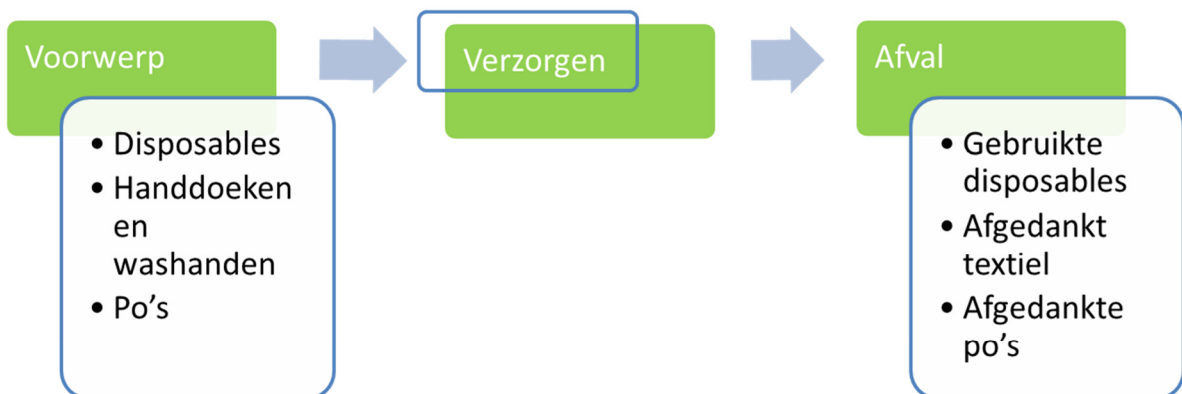 Voorwerp
• Disposables
• Handdoeken
en
washanden
• Po’s
Verzorgen
Afval
• Gebruikte
disposables
• Afgedankt
textiel
• Afgedankte
po’s